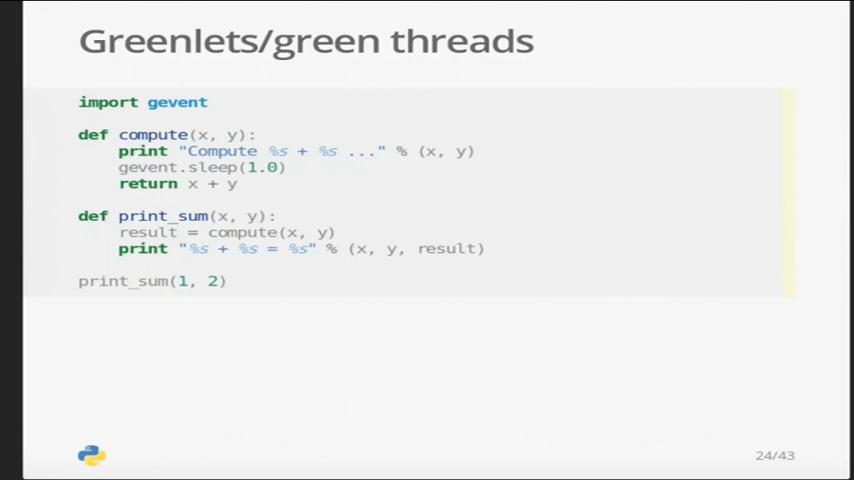 Greenlets/green threads
import gevent
def compute(x, y):
    print "Compute %s + %s ..." % (x, y)
    gevent.sleep(1.0)
    return x + y
def print_sum(x, y):
    result = compute(x, y)
    print "%s + %s = %s" % (x, y, result)
print_sum(1, 2)
24/43